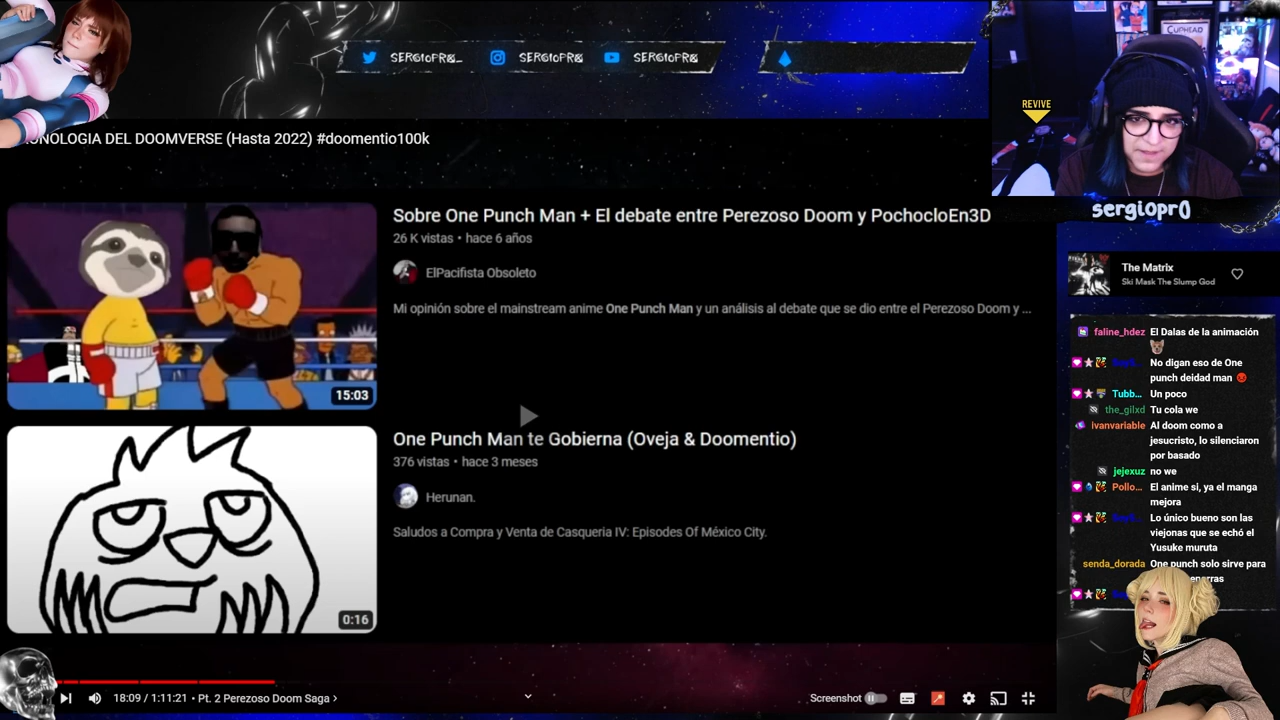 SERGIOPR0_
SERGIOPR0
SERGIOPR0
CUPHEAD
REVIVE
NOLOGIA DEL DOOMVERSE (Hasta 2022) #doomentio100k
Sobre One Punch Man + El debate entre Perezoso Doom y PochocloEn3D
26 K vistas • hace 6 años
ElPacifista Obsoleto
Mi opinión sobre el mainstream anime One Punch Man y un análisis al debate que se dio entre el Perezoso Doom y ...
15:03
One Punch Man te Gobierna (Oveja & Doomentio)
376 vistas • hace 3 meses
Herunan.
Saludos a Compra y Venta de Casqueria IV: Episodes Of México City.
0:16
18:09 / 1:11:21 • Pt. 2 Perezoso Doom Saga >
Screenshot
sergiopr0
The Matrix
Ski Mask The Slump God
faline_hdez El Dalas de la animación
No digan eso de One
punch deidad man
Tubb... Un poco
the_gilxd Tu cola we
ivanvariable Al doom como a
jesucristo, lo silenciaron
por basado
jejexuz no we
Pollo... El anime si, ya el manga
mejora
Lo único bueno son las
viejonas que se echó el
Yusuke muruta
senda_dorada One punch solo sirve para